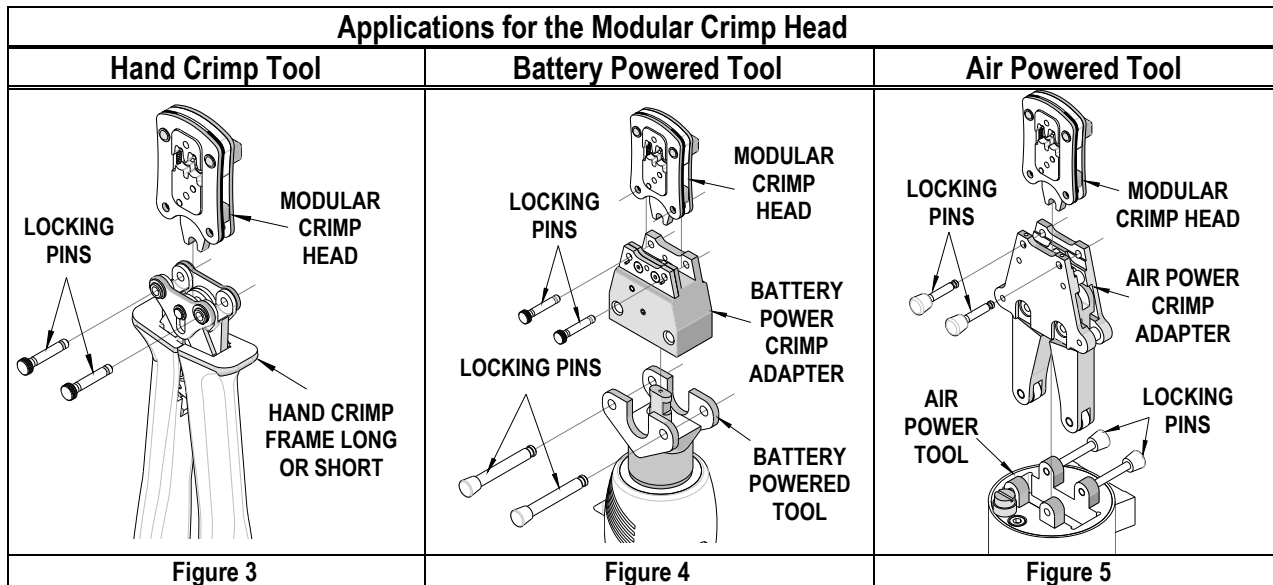 Applications for the Modular Crimp Head
Hand Crimp Tool
Battery Powered Tool
Air Powered Tool
LOCKING
PINS
MODULAR
CRIMP
HEAD
HAND CRIMP
FRAME LONG
OR SHORT
LOCKING
PINS
MODULAR
CRIMP
HEAD
BATTERY
POWER
CRIMP
ADAPTER
LOCKING PINS
BATTERY
POWERED
TOOL
LOCKING
PINS
MODULAR
CRIMP HEAD
AIR POWER
CRIMP
ADAPTER
AIR
POWER
TOOL
LOCKING
PINS
Figure 3
Figure 4
Figure 5